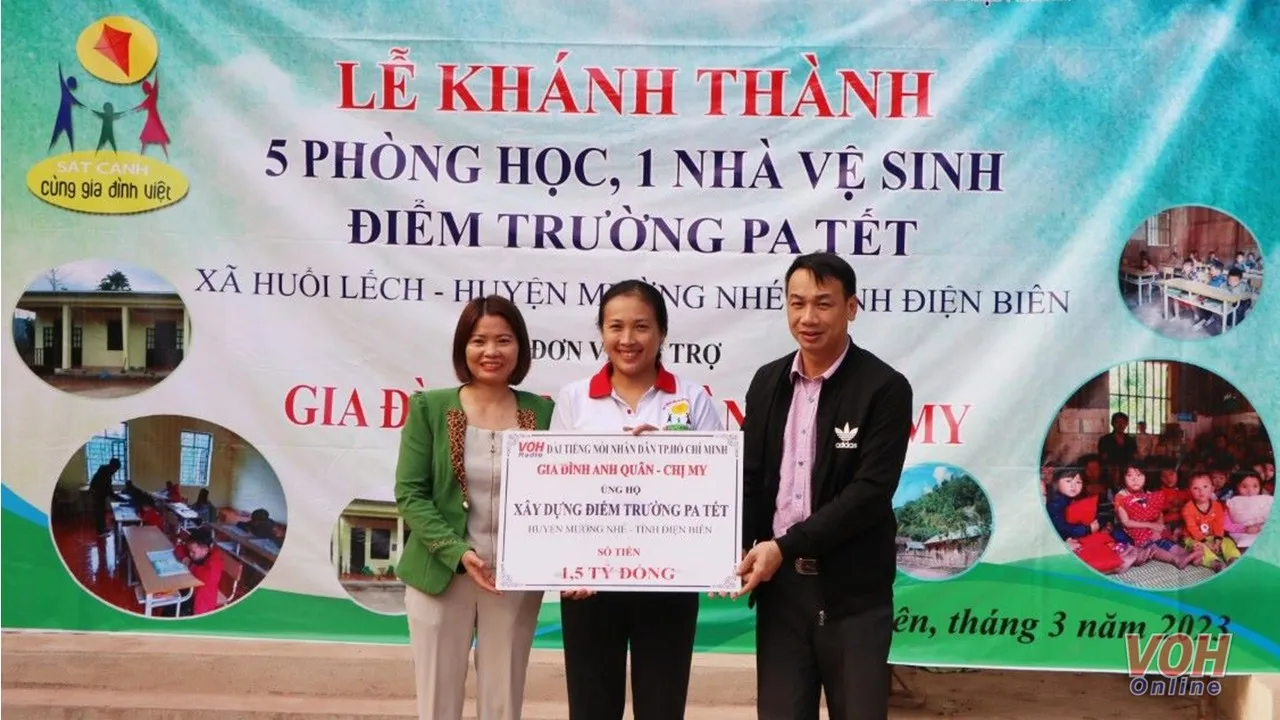 SÁT CÁNH
cùng gia đình việt
LỄ KHÁNH THÀNH
5 PHÒNG HỌC, 1 NHÀ VỆ SINH
ĐIỂM TRƯỜNG PA TẾT
XÃ HUỔI LẾCH - HUYỆN MƯỜNG NHÉ ĐIỆN BIÊN
ĐƠN TRỢ
GIA MY
VOH ĐÀI TIẾNG NÓI NHÂN DÂN TP.HỒ CHÍ MINH
Radio
GIA ĐÌNH ANH QUÂN - CHỊ MY
ỦNG HỘ
XÂY DỰNG ĐIỂM TRƯỜNG PA TẾT
HUYỆN MƯỜNG NHÉ - TỈNH ĐIỆN BIÊN
SỐ TIỀN
1,5 TỶ ĐỒNG
adidas
tháng 3 năm 2023
VOH
Online